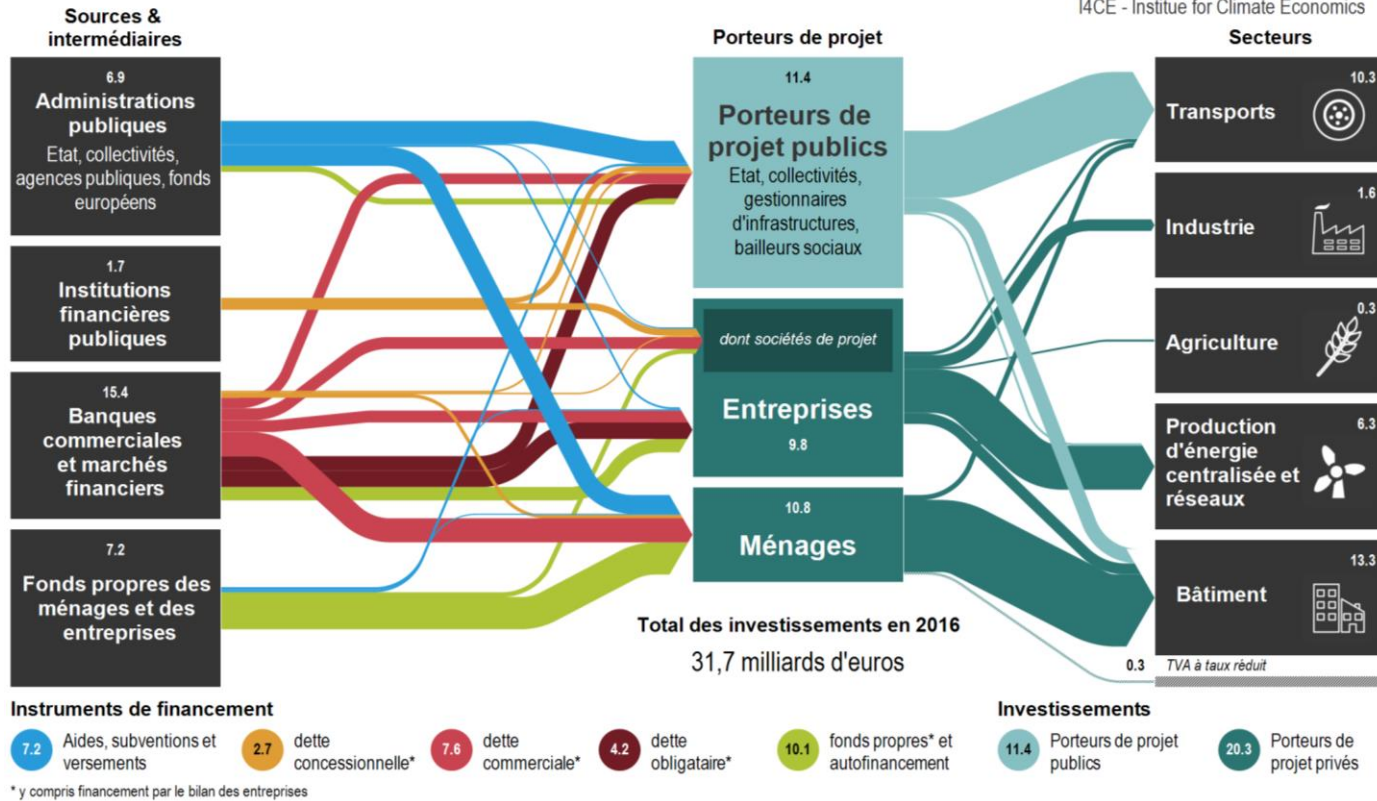 I4CE - Institue for Climate Economics
Sources &
intermédiaires
Porteurs de projet
Secteurs
6.9
Administrations
publiques
Etat, collectivités,
agences publiques, fonds
européens
1.7
Institutions
financières
publiques
15.4
Banques
commerciales
et marchés
financiers
7.2
Fonds propres des
ménages et des
entreprises
11.4
Porteurs de
projet publics
Etat, collectivités,
gestionnaires
d'infrastructures,
bailleurs sociaux
dont sociétés de projet
Entreprises
9.8
10.8
Ménages
Total des investissements en 2016
31,7 milliards d'euros
10.3
Transports
1.6
Industrie
0.3
Agriculture
6.3
Production
d'énergie
centralisée et
réseaux
13.3
Bâtiment
0.3 TVA à taux réduit
Instruments de financement
7.2 Aides, subventions et
versements
2.7 dette
concessionnelle*
7.6 dette
commerciale*
4.2 dette
obligataire*
10.1 fonds propres* et
autofinancement
Investissements
11.4 Porteurs de projet
publics
20.3 Porteurs de
projet privés
* y compris financement par le bilan des entreprises